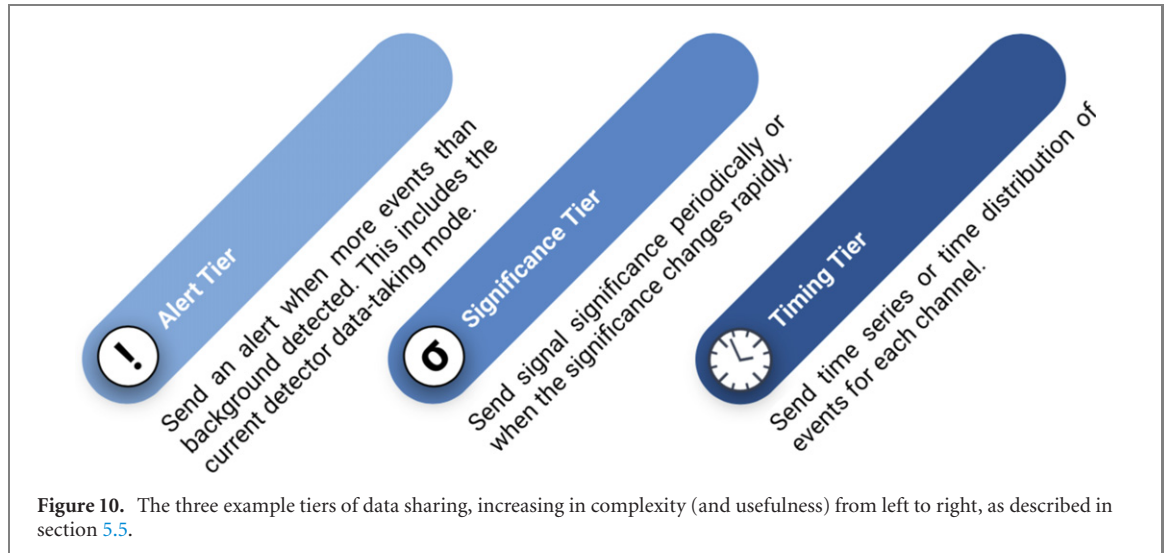 !
Alert Tier
Send an alert when more events than
background detected. This includes the
current detector data-taking mode.
σ
Significance Tier
Send signal significance periodically or
when the significance changes rapidly.
Timing Tier
Send time series or time distribution of
events for each channel.
Figure 10. The three example tiers of data sharing, increasing in complexity (and usefulness) from left to right, as described in
section 5.5.